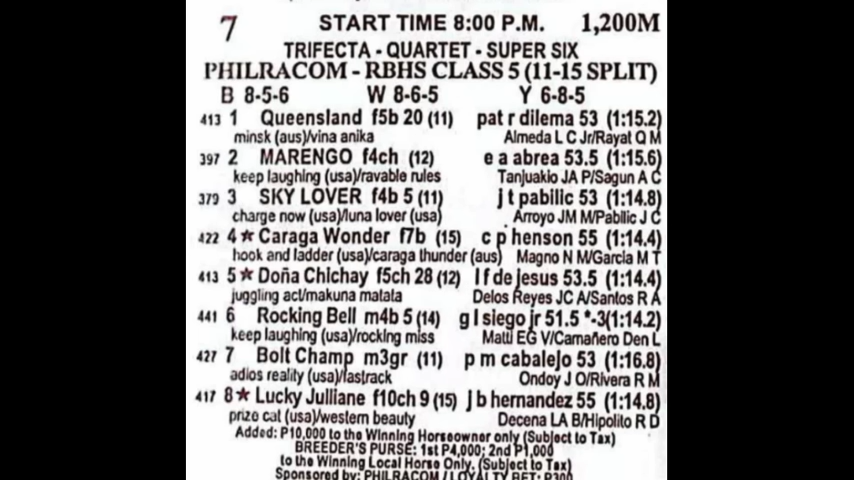 7 START TIME 8:00 P.M. 1,200M
TRIFECTA - QUARTET - SUPER SIX
PHILRACOM - RBHS CLASS 5 (11-15 SPLIT)
B 8-5-6 W 8-6-5 Y 6-8-5
413 1 Queensland f5b 20 (11) pat r dilema 53 (1:15.2)
minsk (aus)/vina anika Almeda L C Jr/Rayat Q M
397 2 MARENGO f4ch (12) e a abrea 53.5 (1:15.6)
keep laughing (usa)/ravable rules Tanjuakio JA P/Sagun A C
379 3 SKY LOVER f4b 5 (11) j t pabilic 53 (1:14.8)
charge now (usa)/luna lover (usa) Arroyo JM M/Pabilic J C
422 4★ Caraga Wonder f7b (15) c p henson 55 (1:14.4)
hook and ladder (usa)/caraga thunder (aus) Magno N M/Garcia M T
413 5★ Doña Chichay f5ch 28 (12) l f de jesus 53.5 (1:14.4)
juggling act/makuna matata Delos Reyes JC A/Santos R A
441 6 Rocking Bell m4b 5 (14) g l siego jr 51.5 *-3(1:14.2)
keep laughing (usa)/rocking miss Matti EG V/Camañero Den L
427 7 Bolt Champ m3gr (11) p m cabalejo 53 (1:16.8)
adios reality (usa)/fastrack Ondoy J O/Rivera R M
417 8★ Lucky Julliane f10ch 9 (15) j b hernandez 55 (1:14.8)
prize cat (usa)/western beauty Decena LA B/Hipolito R D
Added: P10,000 to the Winning Horseowner only (Subject to Tax)
BREEDER'S PURSE: 1st P4,000; 2nd P1,000
to the Winning Local Horse Only. (Subject to Tax)
Sponsored by: PHILRACOM / LOYALTY BET: P300